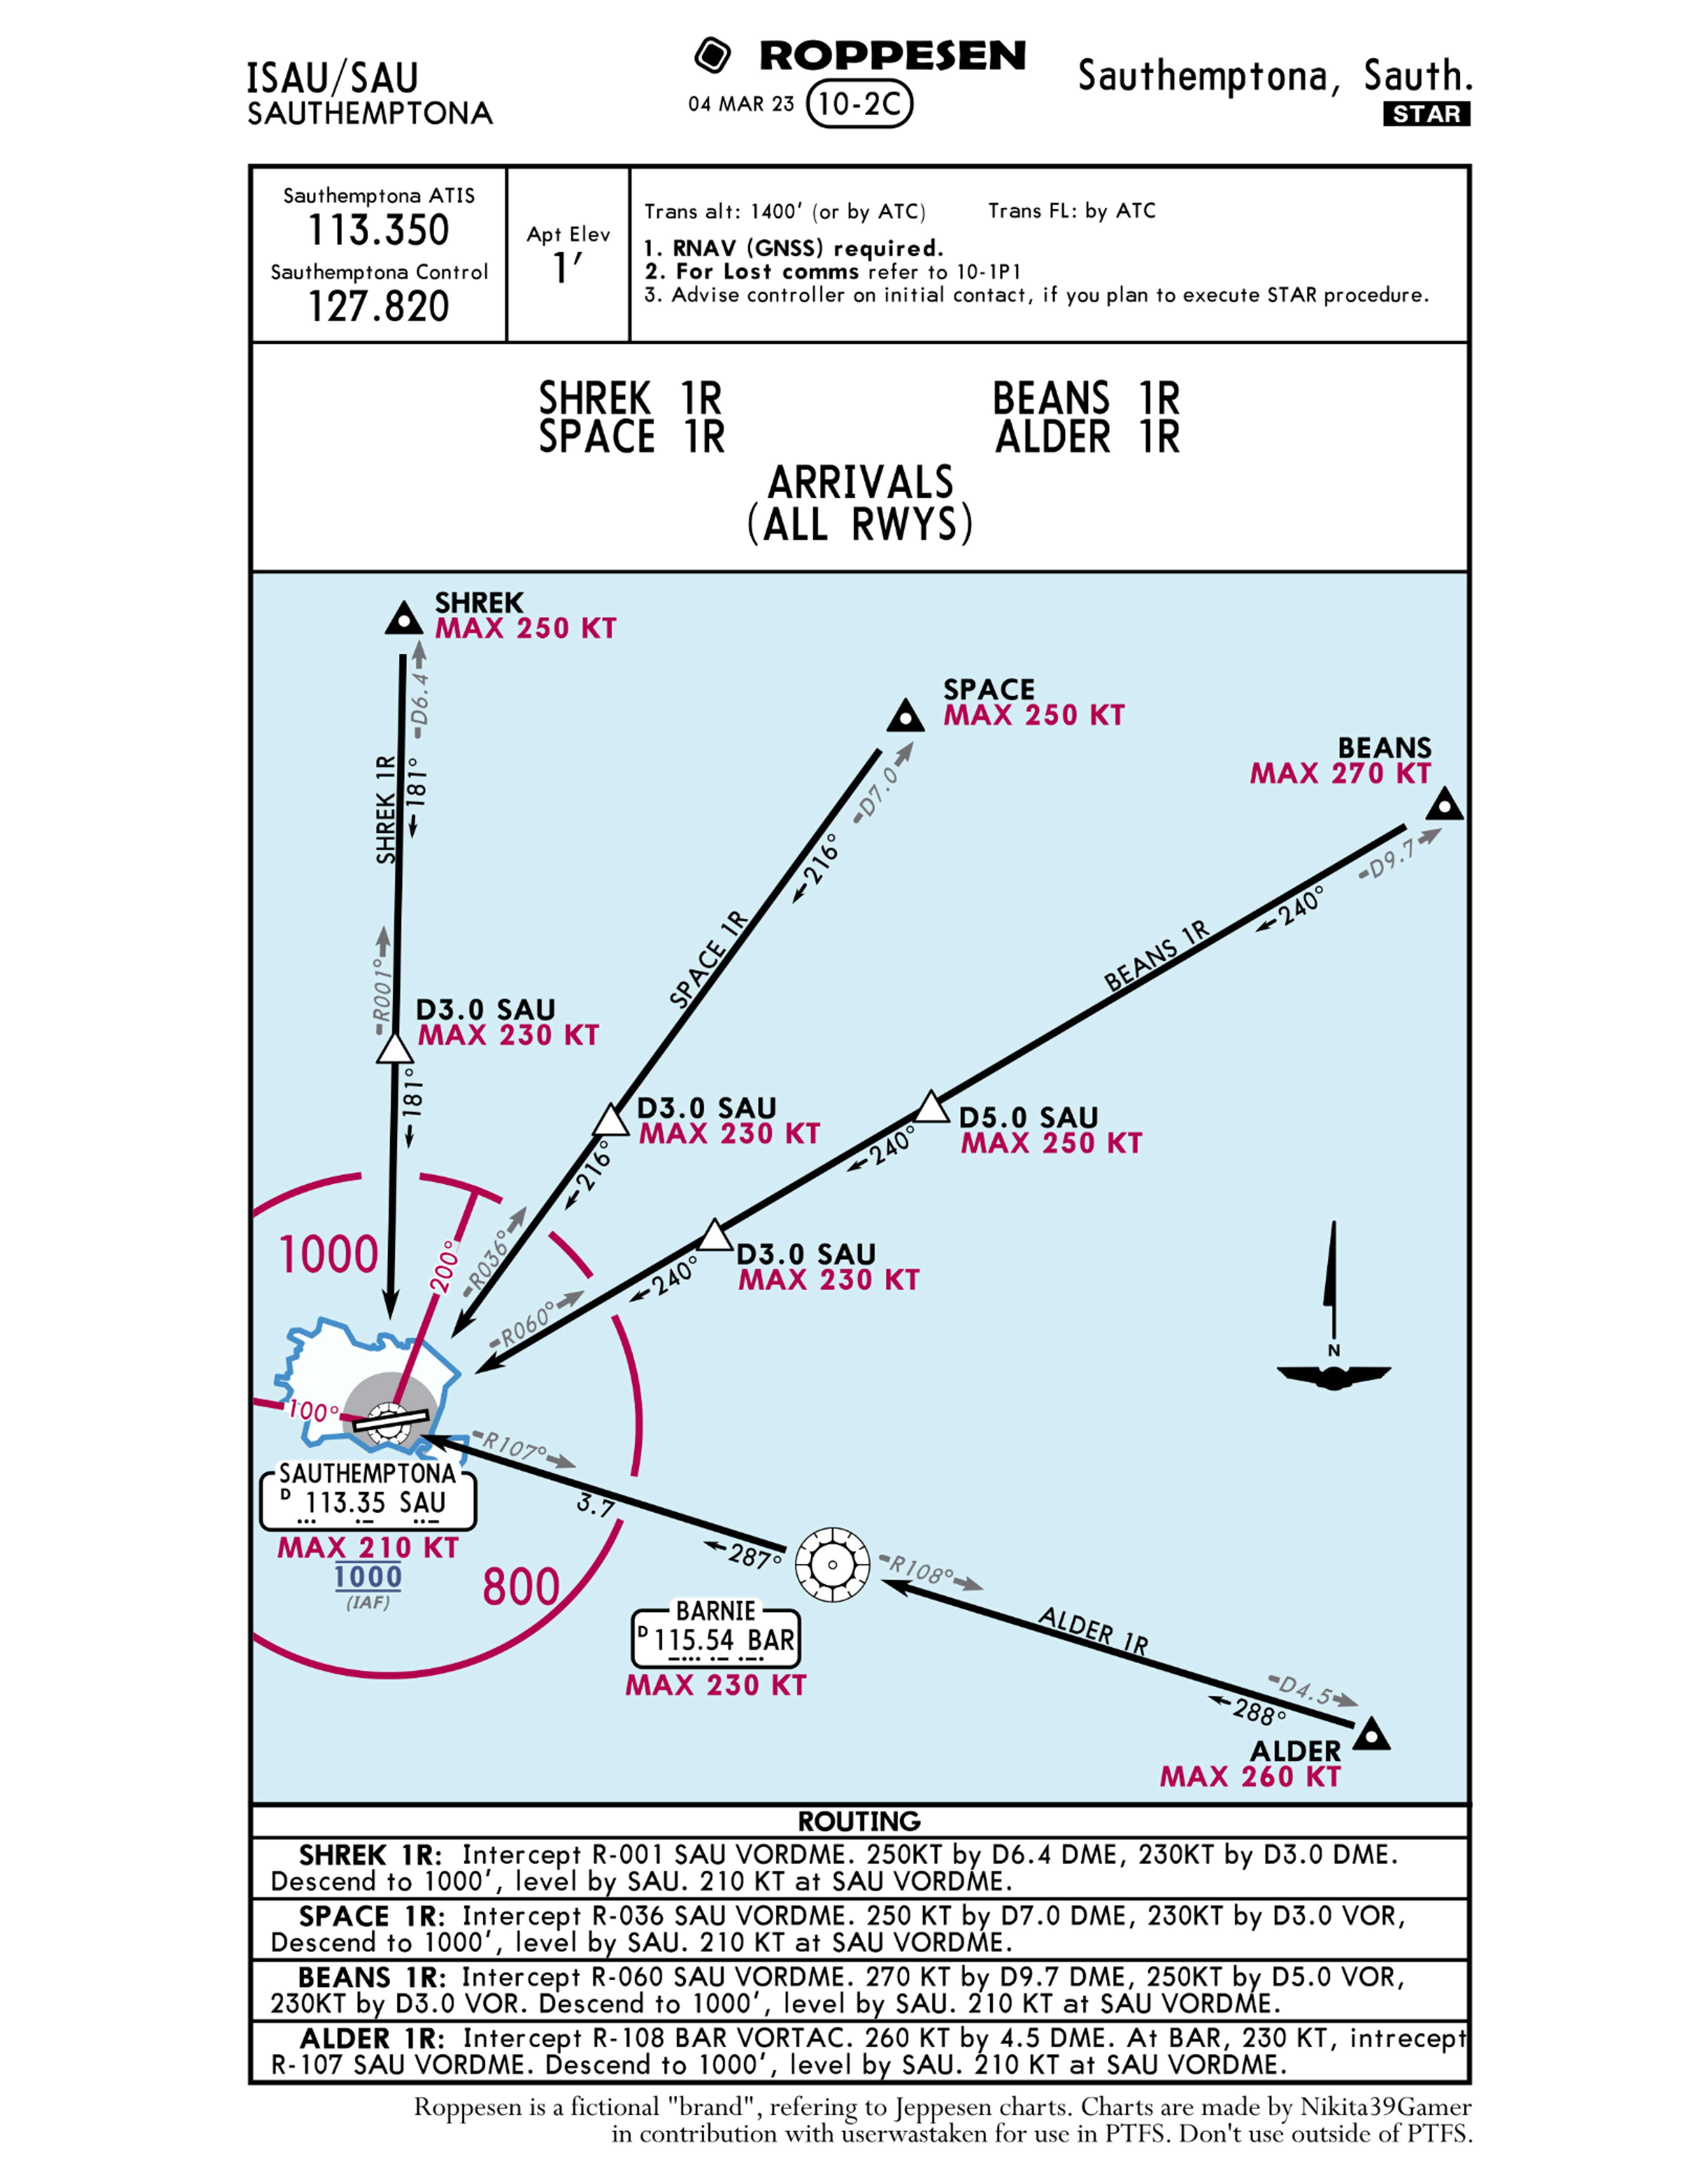 ISAU/SAU
SAUTHEMPTONA
ROPPESEN
04 MAR 23 10-2C
Sauthemptona, Sauth.
STAR
Sauthemptona ATIS
113.350
Sauthemptona Control
127.820
Apt Elev
1'
Trans alt: 1400' (or by ATC) Trans FL: by ATC
1. RNAV (GNSS) required.
2. For Lost comms refer to 10-1P1
3. Advise controller on initial contact, if you plan to execute STAR procedure.
SHREK 1R BEANS 1R
SPACE 1R ALDER 1R
ARRIVALS
(ALL RWYS)
SHREK
MAX 250 KT
D6.4
SHREK 1R
181°
R001°
D3.0 SAU
MAX 230 KT
181°
SPACE
MAX 250 KT
D7.0
216°
SPACE 1R
D3.0 SAU
MAX 230 KT
216°
R036°
BEANS
MAX 270 KT
D9.7
240°
BEANS 1R
D5.0 SAU
MAX 250 KT
240°
D3.0 SAU
MAX 230 KT
240°
R060°
1000
200°
100°
N
R107°
3.7
287°
SAUTHEMPTONA
D 113.35 SAU
MAX 210 KT
1000
(IAF)
800
BARNIE
D 115.54 BAR
MAX 230 KT
R108°
ALDER 1R
D4.5
288°
ALDER
MAX 260 KT
ROUTING
SHREK 1R: Intercept R-001 SAU VORDME. 250KT by D6.4 DME, 230KT by D3.0 DME.
Descend to 1000', level by SAU. 210 KT at SAU VORDME.
SPACE 1R: Intercept R-036 SAU VORDME. 250 KT by D7.0 DME, 230KT by D3.0 VOR,
Descend to 1000', level by SAU. 210 KT at SAU VORDME.
BEANS 1R: Intercept R-060 SAU VORDME. 270 KT by D9.7 DME, 250KT by D5.0 VOR,
230KT by D3.0 VOR. Descend to 1000', level by SAU. 210 KT at SAU VORDME.
ALDER 1R: Intercept R-108 BAR VORTAC. 260 KT by 4.5 DME. At BAR, 230 KT, intrecept
R-107 SAU VORDME. Descend to 1000', level by SAU. 210 KT at SAU VORDME.
Roppesen is a fictional "brand", refering to Jeppesen charts. Charts are made by Nikita39Gamer
in contribution with userwastaken for use in PTFS. Don't use outside of PTFS.